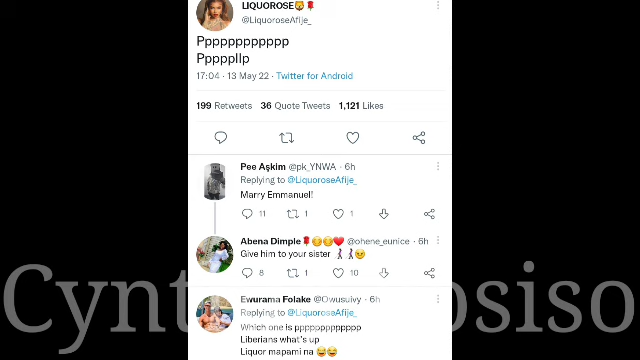 LIQUOROSE🦁🌹
@LiquoroseAfije_
Pppppppppppp
Pppppllp
17:04 · 13 May 22 · Twitter for Android
199 Retweets 36 Quote Tweets 1,121 Likes
Pee Aşkim @pk_YNWA · 6h
Replying to @LiquoroseAfije_
Marry Emmanuel!
11 1 1
Abena Dimple🌹😳😳❤️ @ohene_eunice · 6h
Give him to your sister 🚶‍♀️🚶‍♀️😏
8 1 10
Ewurama Folake @Owusuivy · 6h
Replying to @LiquoroseAfije_
Which one is ppppppppppppp
Liberians what's up
Liquor mapami na 😂😂